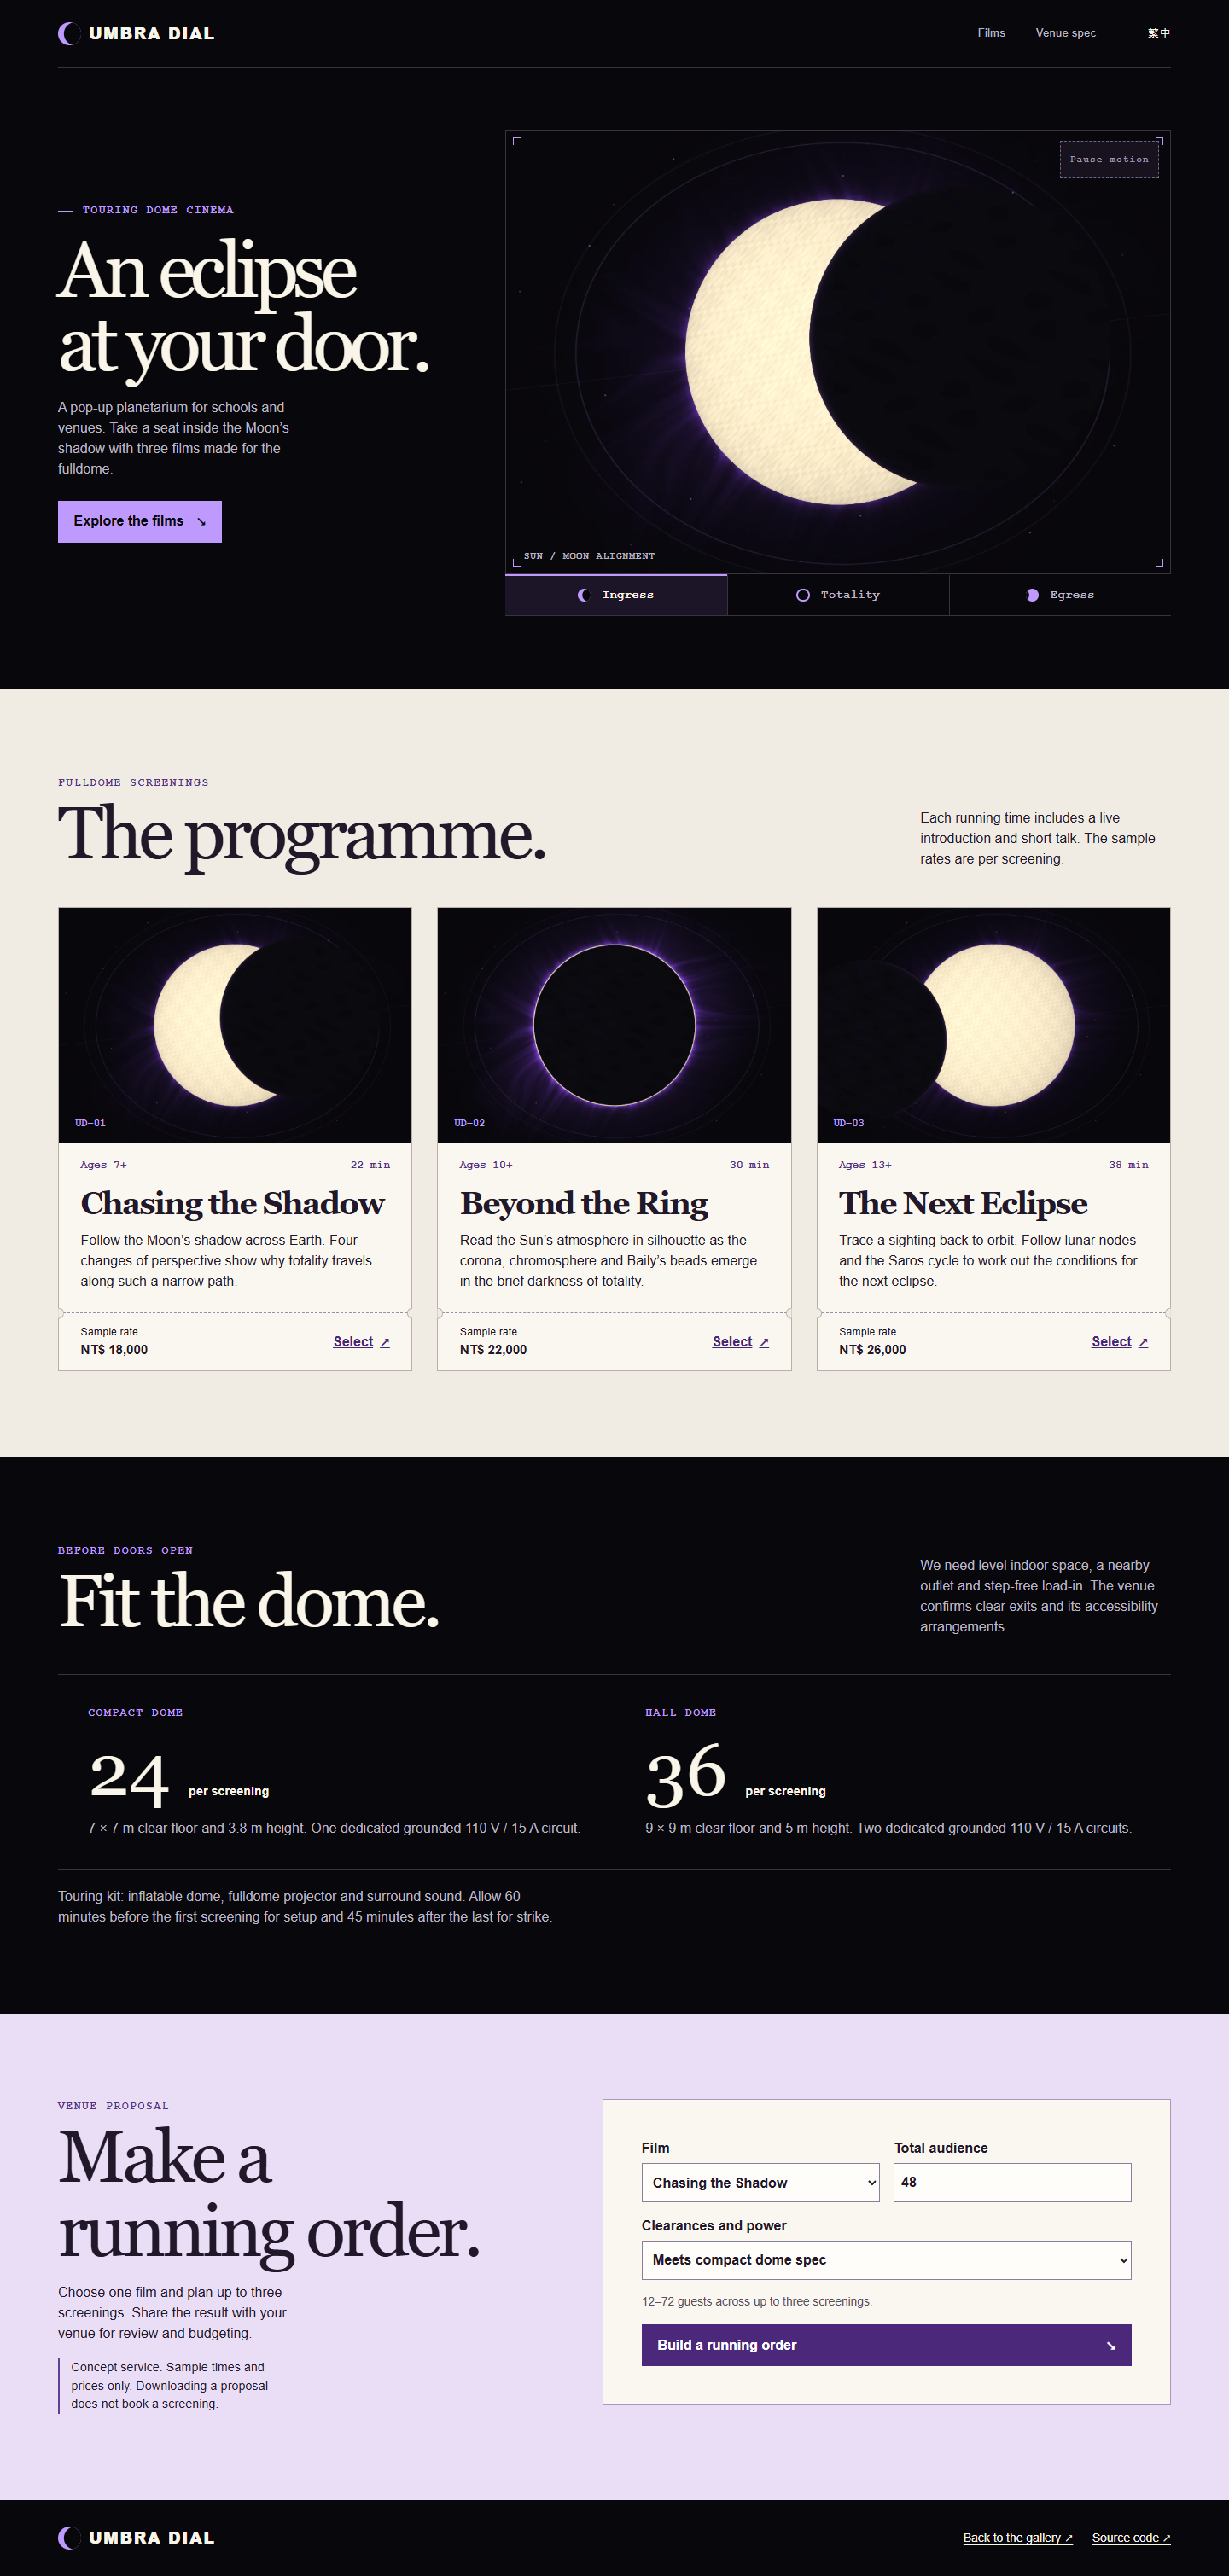 UMBRA DIAL
Films
Venue spec
繁中
Pause motion
TOURING DOME CINEMA
An eclipse
at your door.
A pop-up planetarium for schools and
venues. Take a seat inside the Moon’s
shadow with three films made for the
fulldome.
Explore the films ↘
SUN / MOON ALIGNMENT
Ingress
Totality
Egress
FULLDOME SCREENINGS
The programme.
Each running time includes a live
introduction and short talk. The sample
rates are per screening.
UD–01
Ages 7+
22 min
Chasing the Shadow
Follow the Moon’s shadow across Earth. Four
changes of perspective show why totality travels
along such a narrow path.
Sample rate
NT$ 18,000
Select ↗
UD–02
Ages 10+
30 min
Beyond the Ring
Read the Sun’s atmosphere in silhouette as the
corona, chromosphere and Baily’s beads emerge
in the brief darkness of totality.
Sample rate
NT$ 22,000
Select ↗
UD–03
Ages 13+
38 min
The Next Eclipse
Trace a sighting back to orbit. Follow lunar nodes
and the Saros cycle to work out the conditions for
the next eclipse.
Sample rate
NT$ 26,000
Select ↗
BEFORE DOORS OPEN
Fit the dome.
We need level indoor space, a nearby
outlet and step-free load-in. The venue
confirms clear exits and its accessibility
arrangements.
COMPACT DOME
24 per screening
7 × 7 m clear floor and 3.8 m height. One dedicated grounded 110 V / 15 A circuit.
HALL DOME
36 per screening
9 × 9 m clear floor and 5 m height. Two dedicated grounded 110 V / 15 A circuits.
Touring kit: inflatable dome, fulldome projector and surround sound. Allow 60
minutes before the first screening for setup and 45 minutes after the last for strike.
VENUE PROPOSAL
Make a
running order.
Choose one film and plan up to three
screenings. Share the result with your
venue for review and budgeting.
Concept service. Sample times and
prices only. Downloading a proposal
does not book a screening.
Film
Chasing the Shadow
Total audience
48
Clearances and power
Meets compact dome spec
12–72 guests across up to three screenings.
Build a running order ↘
UMBRA DIAL
Back to the gallery ↗
Source code ↗